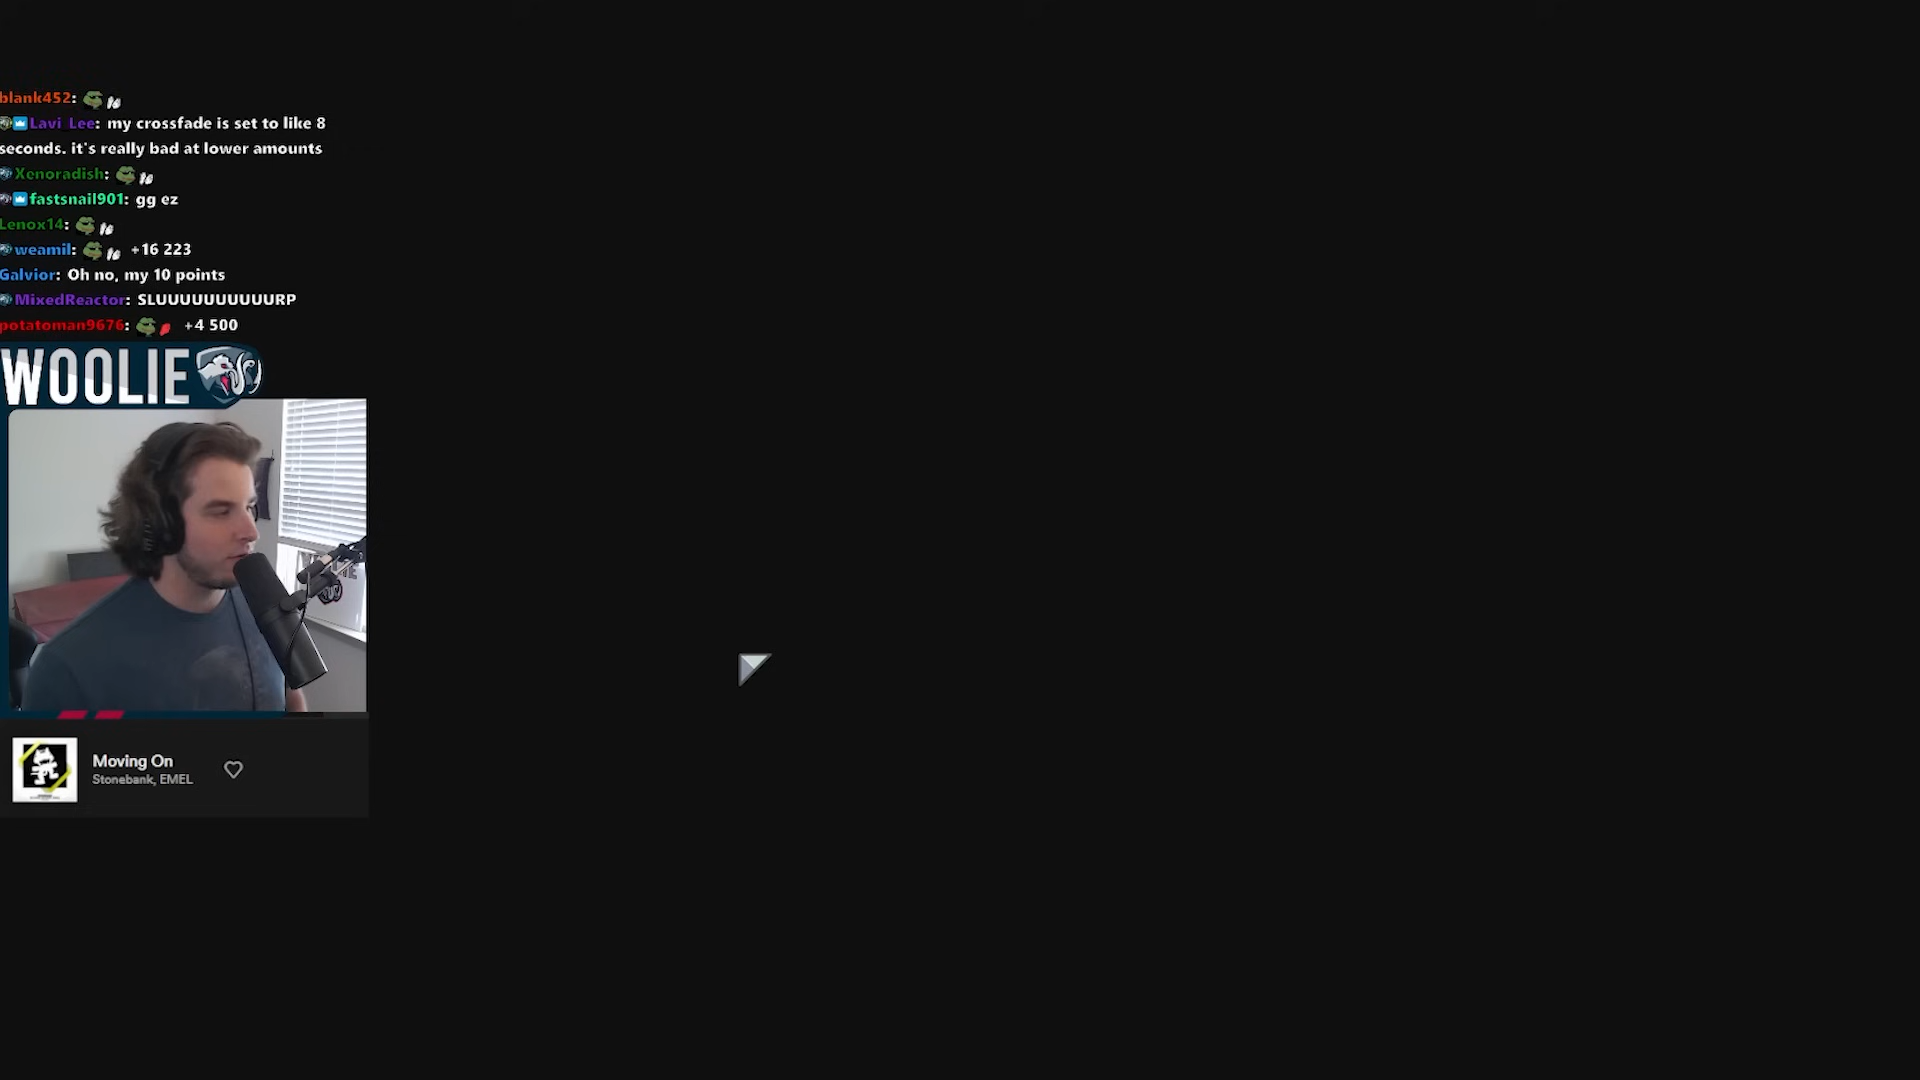 blank452:
Lavi_Lee: my crossfade is set to like 8
seconds. it's really bad at lower amounts
Xenoradish:
fastsnail901: gg ez
Lenox14:
weamil: +16 223
Galvior: Oh no, my 10 points
MixedReactor: SLUUUUUUUUUURP
potatoman9676: +4 500
WOOLIE
Moving On
Stonebank, EMEL